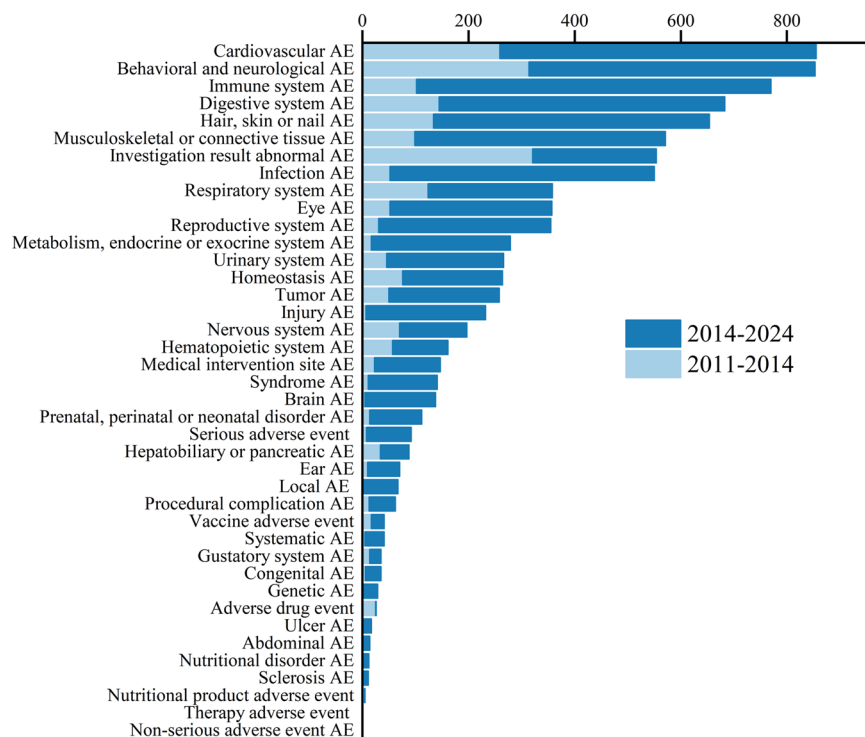 0 200 400 600 800
Cardiovascular AE
Behavioral and neurological AE
Immune system AE
Digestive system AE
Hair, skin or nail AE
Musculoskeletal or connective tissue AE
Investigation result abnormal AE
Infection AE
Respiratory system AE
Eye AE
Reproductive system AE
Metabolism, endocrine or exocrine system AE
Urinary system AE
Homeostasis AE
Tumor AE
Injury AE
Nervous system AE
Hematopoietic system AE
Medical intervention site AE
Syndrome AE
Brain AE
Prenatal, perinatal or neonatal disorder AE
Serious adverse event
Hepatobiliary or pancreatic AE
Ear AE
Local AE
Procedural complication AE
Vaccine adverse event
Systematic AE
Gustatory system AE
Congenital AE
Genetic AE
Adverse drug event
Ulcer AE
Abdominal AE
Nutritional disorder AE
Sclerosis AE
Nutritional product adverse event
Therapy adverse event
Non-serious adverse event AE
2014-2024
2011-2014